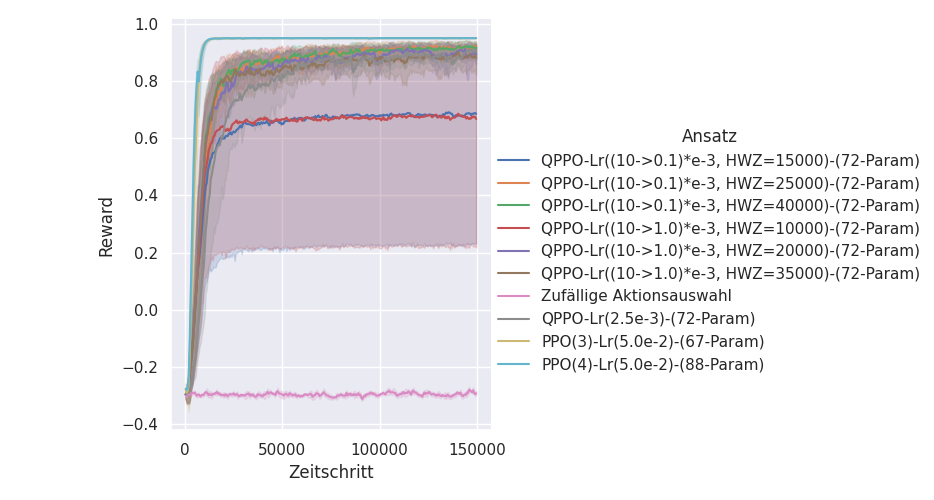 1.0
0.8
0.6
0.4
0.2
0.0
−0.2
−0.4
Reward
0
50000
100000
150000
Zeitschritt
Ansatz
QPPO-Lr((10->0.1)*e-3, HWZ=15000)-(72-Param)
QPPO-Lr((10->0.1)*e-3, HWZ=25000)-(72-Param)
QPPO-Lr((10->0.1)*e-3, HWZ=40000)-(72-Param)
QPPO-Lr((10->1.0)*e-3, HWZ=10000)-(72-Param)
QPPO-Lr((10->1.0)*e-3, HWZ=20000)-(72-Param)
QPPO-Lr((10->1.0)*e-3, HWZ=35000)-(72-Param)
Zufällige Aktionsauswahl
QPPO-Lr(2.5e-3)-(72-Param)
PPO(3)-Lr(5.0e-2)-(67-Param)
PPO(4)-Lr(5.0e-2)-(88-Param)